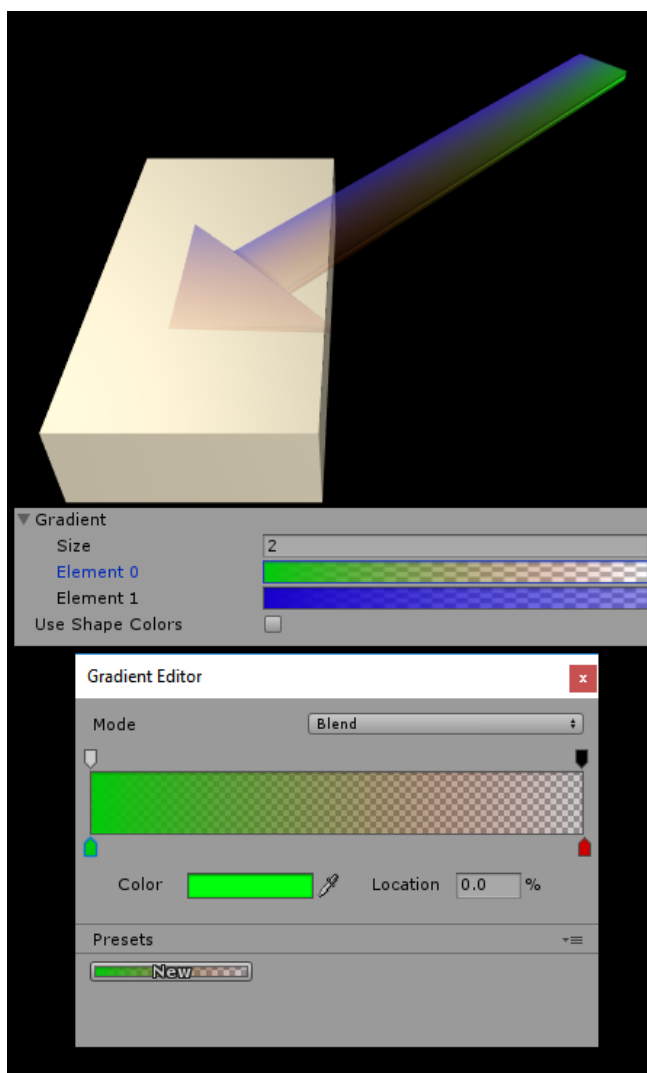 Gradient
Size 2
Element 0
Element 1
Use Shape Colors
Gradient Editor x
Mode Blend
Color Location 0.0 %
Presets
New